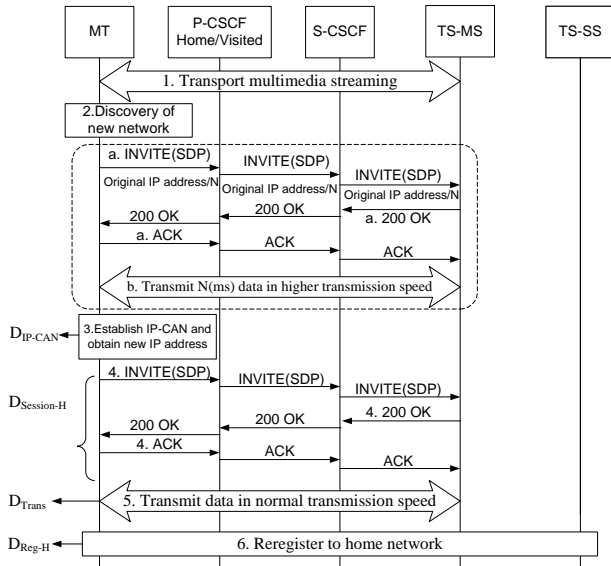 MT
P-CSCF
Home/Visited
S-CSCF
TS-MS
TS-SS
1. Transport multimedia streaming
2.Discovery of
new network
a. INVITE(SDP)
INVITE(SDP)
INVITE(SDP)
Original IP address/N
Original IP address/N
Original IP address/N
200 OK
200 OK
a. 200 OK
a. ACK
ACK
ACK
b. Transmit N(ms) data in higher transmission speed
D_IP-CAN
3.Establish IP-CAN and
obtain new IP address
4. INVITE(SDP)
INVITE(SDP)
INVITE(SDP)
D_Session-H
200 OK
200 OK
4. 200 OK
4. ACK
ACK
ACK
D_Trans
5. Transmit data in normal transmission speed
D_Reg-H
6. Reregister to home network